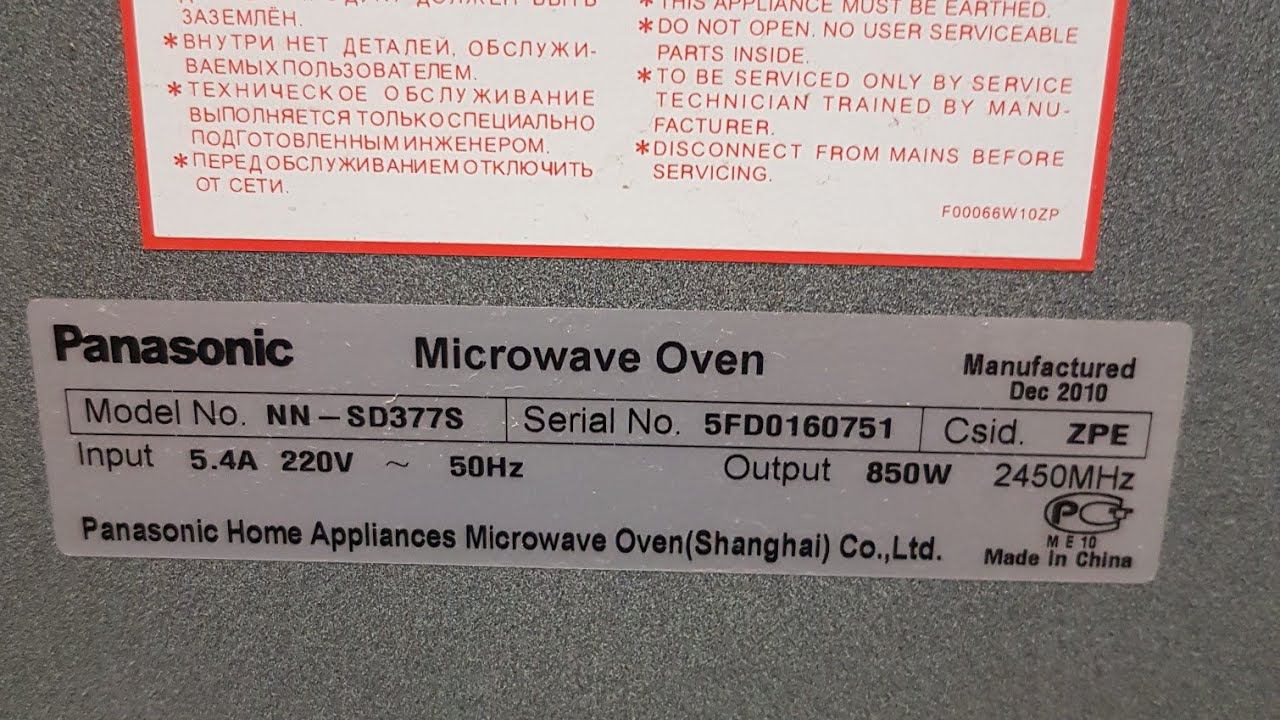 ДОЛЖЕН БЫТЬ
ЗАЗЕМЛЁН.
*ВНУТРИ НЕТ ДЕТАЛЕЙ, ОБСЛУЖИ-
ВАЕМЫХ ПОЛЬЗОВАТЕЛЕМ.
*ТЕХНИЧЕСКОЕ ОБСЛУЖИВАНИЕ
ВЫПОЛНЯЕТСЯ ТОЛЬКО СПЕЦИАЛЬНО
ПОДГОТОВЛЕННЫМ ИНЖЕНЕРОМ.
*ПЕРЕД ОБСЛУЖИВАНИЕМ ОТКЛЮЧИТЬ
ОТ СЕТИ.
*THIS APPLIANCE MUST BE EARTHED.
*DO NOT OPEN. NO USER SERVICEABLE
PARTS INSIDE.
*TO BE SERVICED ONLY BY SERVICE
TECHNICIAN TRAINED BY MANU-
FACTURER.
*DISCONNECT FROM MAINS BEFORE
SERVICING.
F00066W10ZP
Panasonic Microwave Oven Manufactured
Dec 2010
Model No. NN-SD377S Serial No. 5FD0160751 Csid. ZPE
Input 5.4A 220V ~ 50Hz Output 850W 2450MHz
PC
ME10
Panasonic Home Appliances Microwave Oven(Shanghai) Co.,Ltd. Made in China